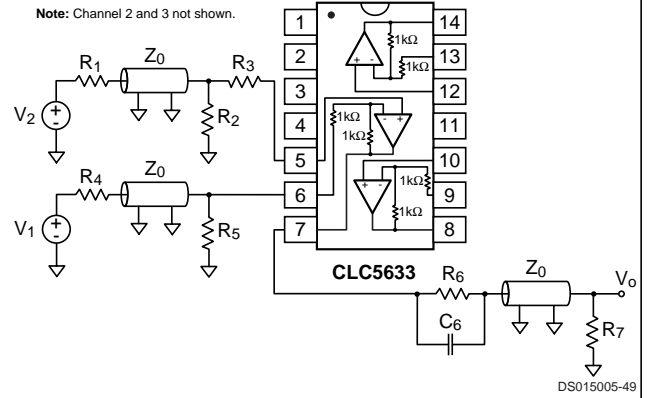 Note: Channel 2 and 3 not shown.
1
2
3
4
5
6
7
14
13
12
11
10
9
8
1kΩ
1kΩ
1kΩ
1kΩ
1kΩ
1kΩ
+ -
- +
+ -
R1
Z0
R3
V2
+
-
R2
R4
Z0
V1
+
-
R5
CLC5633
R6
Z0
Vo
C6
R7
DS015005-49